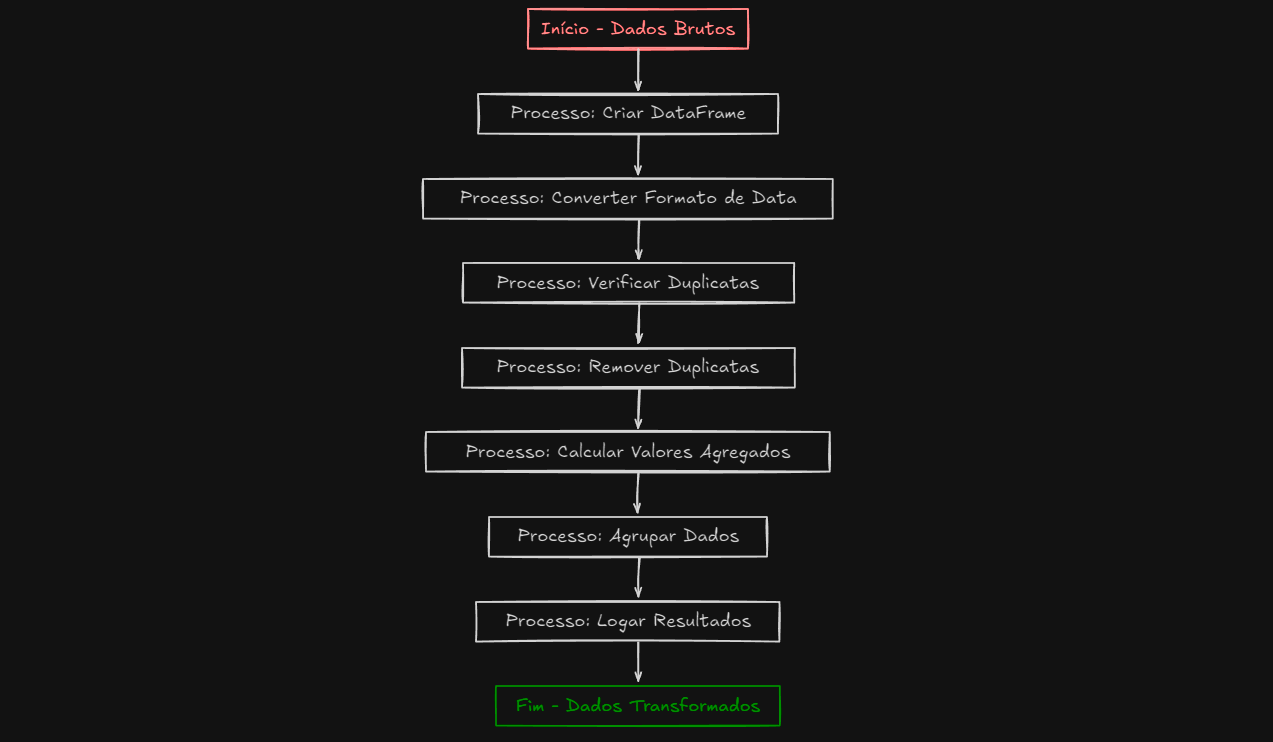 Início - Dados Brutos
Processo: Criar DataFrame
Processo: Converter Formato de Data
Processo: Verificar Duplicatas
Processo: Remover Duplicatas
Processo: Calcular Valores Agregados
Processo: Agrupar Dados
Processo: Logar Resultados
Fim - Dados Transformados